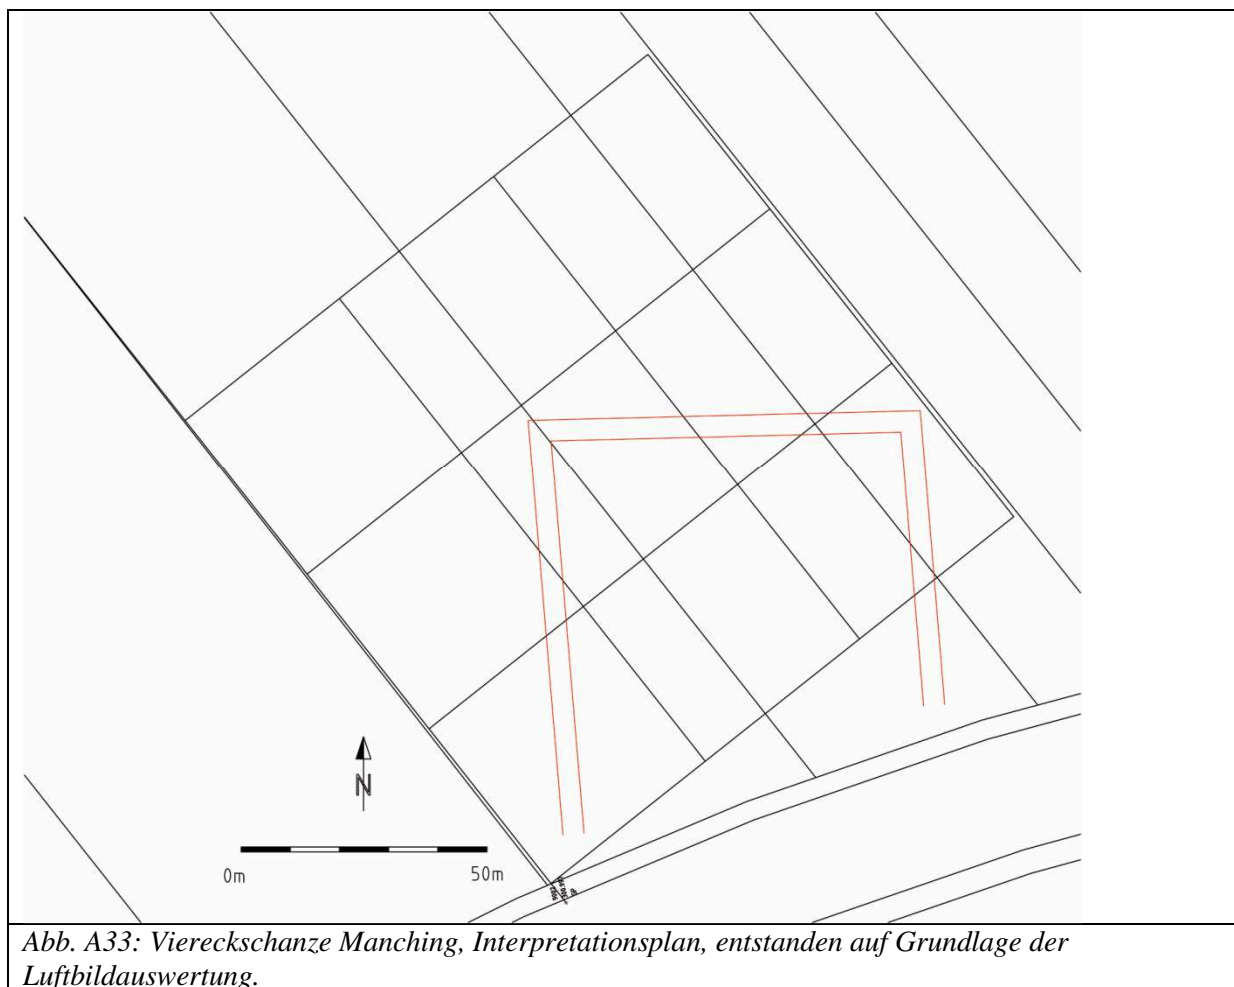 N
0m
50m
Abb. A33: Viereckschanze Manching, Interpretationsplan, entstanden auf Grundlage der
Luftbildauswertung.